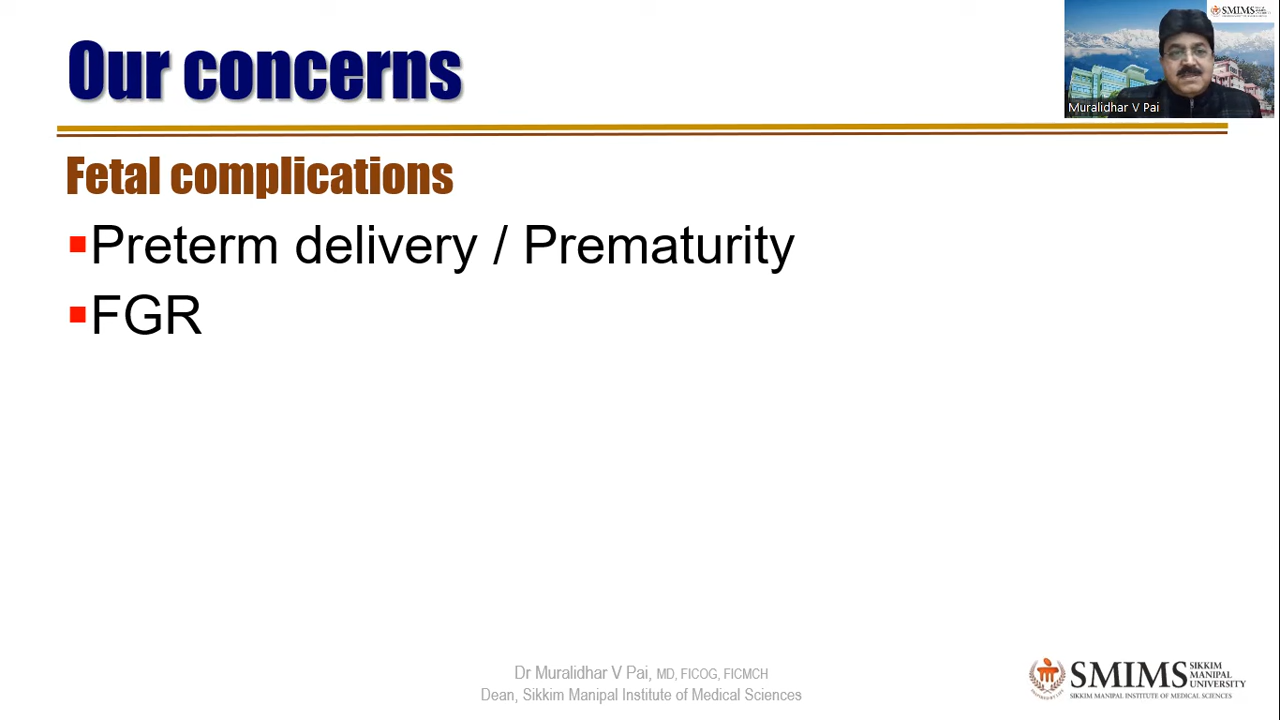 Our concerns
SMIMS
Muralidhar V Pai
Fetal complications
Preterm delivery / Prematurity
FGR
Dr Muralidhar V Pai, MD, FICOG, FICMCH
Dean, Sikkim Manipal Institute of Medical Sciences
SMIMS SIKKIM
MANIPAL
UNIVERSITY
SIKKIM MANIPAL INSTITUTE OF MEDICAL SCIENCES